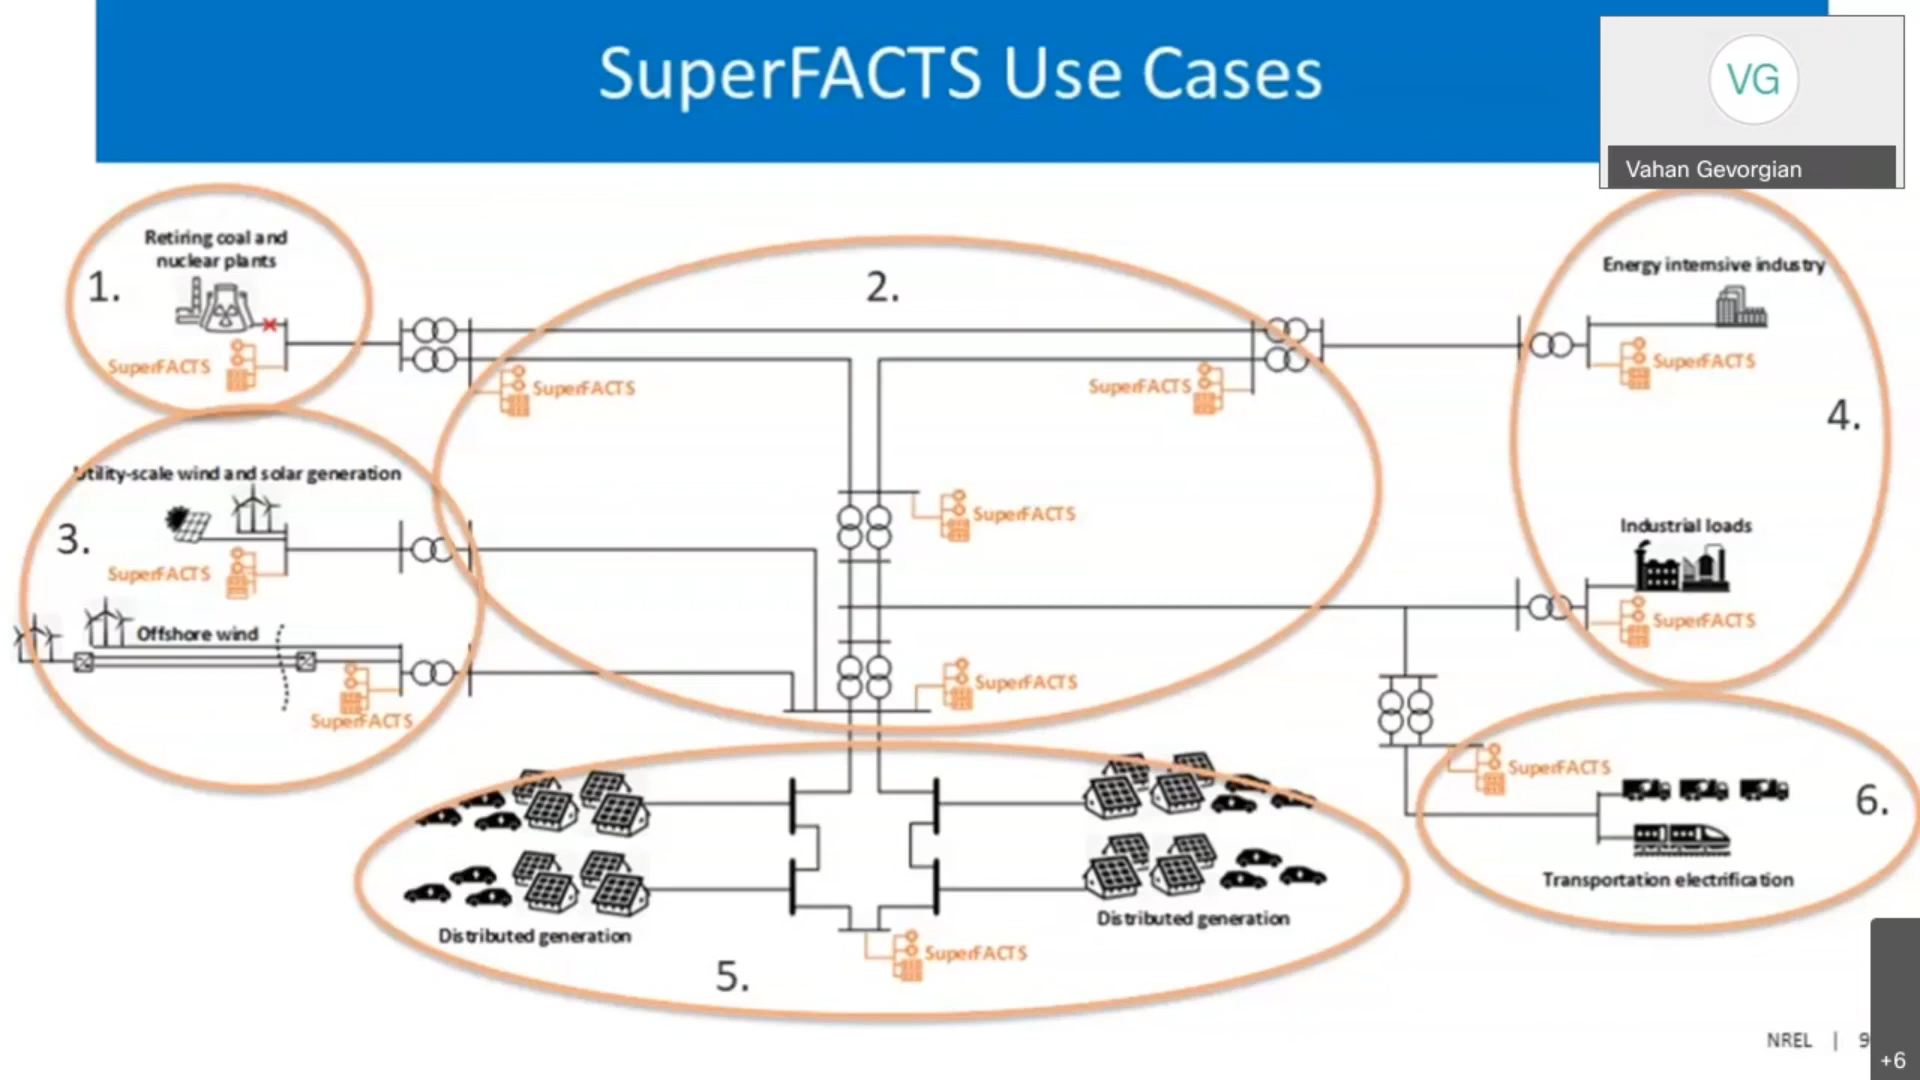 SuperFACTS Use Cases
VG
Vahan Gevorgian
1.
Retiring coal and
nuclear plants
SuperFACTS
2.
SuperFACTS
SuperFACTS
SuperFACTS
SuperFACTS
3.
Utility-scale wind and solar generation
SuperFACTS
Offshore wind
SuperFACTS
Energy intemsive industry
SuperFACTS
4.
Industrial loads
SuperFACTS
Distributed generation
Distributed generation
SuperFACTS
5.
SuperFACTS
6.
Transportation electrification
NREL | 9
+6